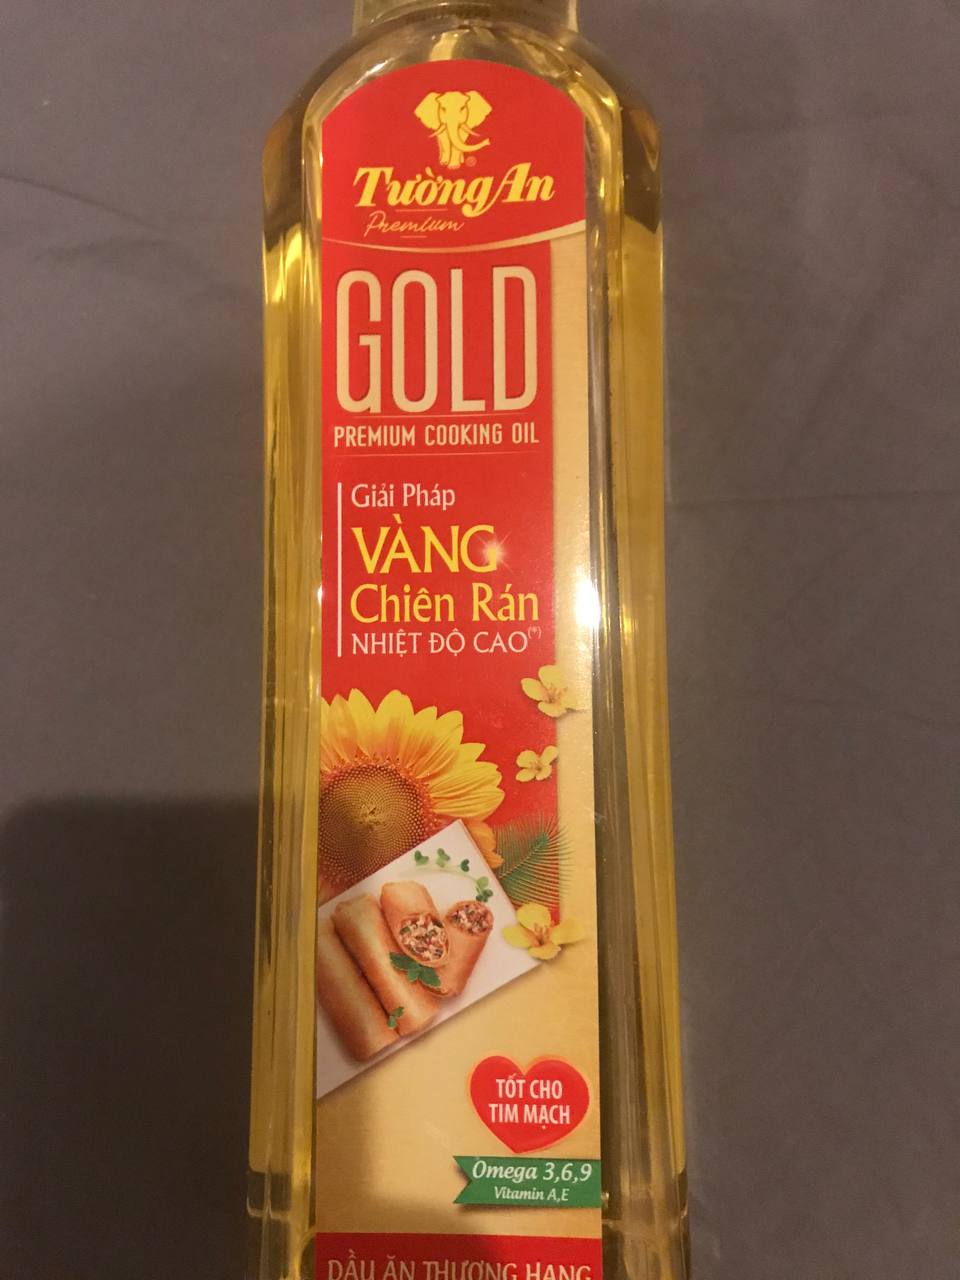 Tường An
Premium
GOLD
PREMIUM COOKING OIL
Giải Pháp
VÀNG
Chiên Rán
NHIỆT ĐỘ CAO(*)
TỐT CHO
TIM MẠCH
Omega 3,6,9
Vitamin A,E
DẦU ĂN THƯỢNG HẠNG